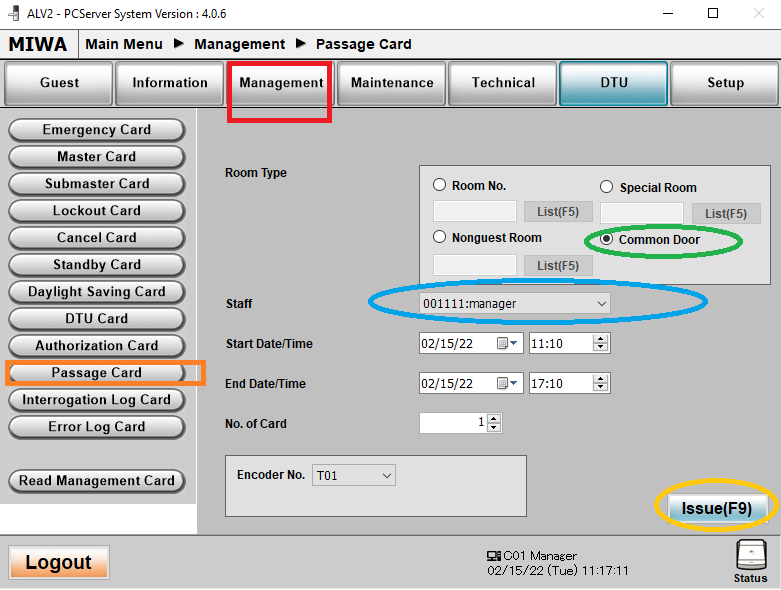 ALV2 - PCServer System Version : 4.0.6
MIWA Main Menu ▶ Management ▶ Passage Card
Guest Information Management Maintenance Technical DTU Setup
Emergency Card
Master Card
Submaster Card
Lockout Card
Cancel Card
Standby Card
Daylight Saving Card
DTU Card
Authorization Card
Passage Card
Interrogation Log Card
Error Log Card
Read Management Card
Room Type
Room No.
List(F5)
Special Room
List(F5)
Nonguest Room
List(F5)
Common Door
Staff 001111:manager
Start Date/Time 02/15/22 11:10
End Date/Time 02/15/22 17:10
No. of Card 1
Encoder No. T01
Issue(F9)
Logout
C01 Manager
02/15/22 (Tue) 11:17:11
Status